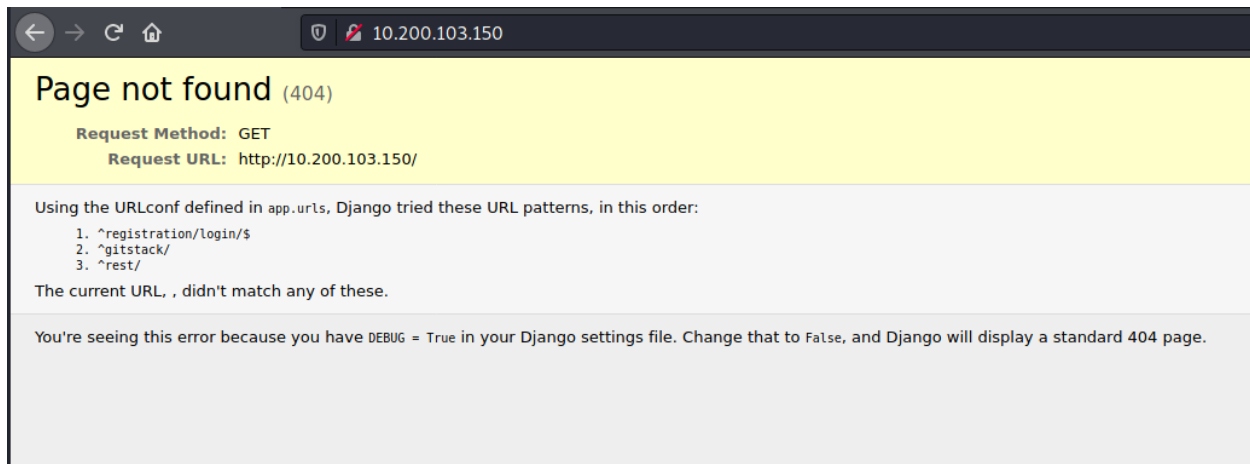 10.200.103.150
Page not found (404)
Request Method: GET
Request URL: http://10.200.103.150/
Using the URLconf defined in app.urls, Django tried these URL patterns, in this order:
1. ^registration/login/$
2. ^gitstack/
3. ^rest/
The current URL, , didn't match any of these.
You're seeing this error because you have DEBUG = True in your Django settings file. Change that to False, and Django will display a standard 404 page.